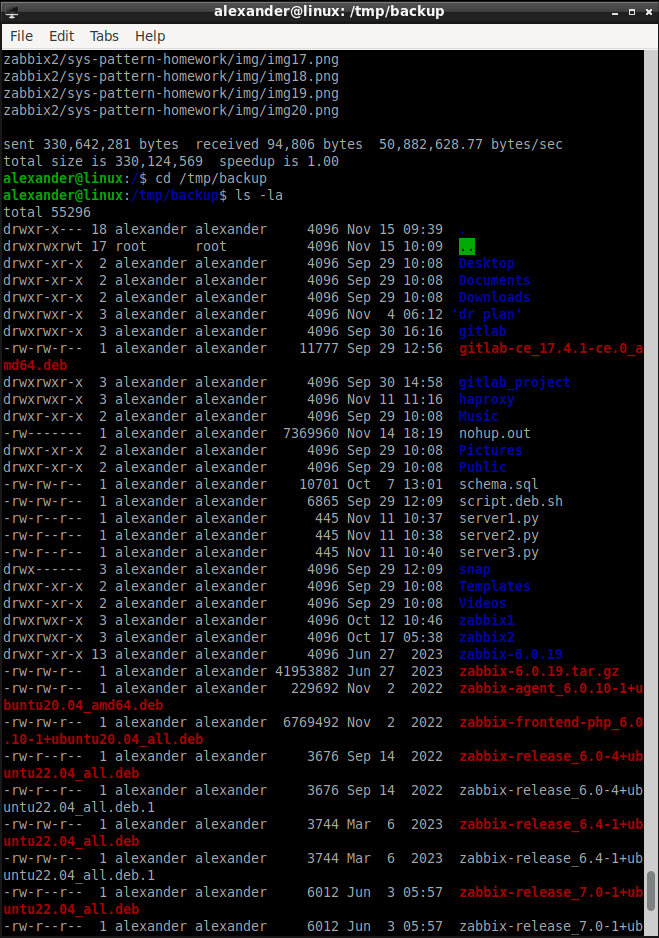 alexander@linux: /tmp/backup
File Edit Tabs Help
zabbix2/sys-pattern-homework/img/img17.png
zabbix2/sys-pattern-homework/img/img18.png
zabbix2/sys-pattern-homework/img/img19.png
zabbix2/sys-pattern-homework/img/img20.png
sent 330,642,281 bytes  received 94,806 bytes  50,882,628.77 bytes/sec
total size is 330,124,569  speedup is 1.00
alexander@linux:/$ cd /tmp/backup
alexander@linux:/tmp/backup$ ls -la
total 55296
drwxr-x--- 18 alexander alexander     4096 Nov 15 09:39  .
drwxrwxrwt 17 root      root          4096 Nov 15 10:09  ..
drwxr-xr-x  2 alexander alexander     4096 Sep 29 10:08  Desktop
drwxr-xr-x  2 alexander alexander     4096 Sep 29 10:08  Documents
drwxr-xr-x  2 alexander alexander     4096 Sep 29 10:08  Downloads
drwxrwxr-x  3 alexander alexander     4096 Nov  4 06:12 'dr plan'
drwxrwxr-x  3 alexander alexander     4096 Sep 30 16:16  gitlab
-rw-rw-r--  1 alexander alexander    11777 Sep 29 12:56  gitlab-ce_17.4.1-ce.0_a
md64.deb
drwxrwxr-x  3 alexander alexander     4096 Sep 30 14:58  gitlab_project
drwxrwxr-x  3 alexander alexander     4096 Nov 11 11:16  haproxy
drwxr-xr-x  2 alexander alexander     4096 Sep 29 10:08  Music
-rw-------  1 alexander alexander  7369960 Nov 14 18:19  nohup.out
drwxr-xr-x  2 alexander alexander     4096 Sep 29 10:08  Pictures
drwxr-xr-x  2 alexander alexander     4096 Sep 29 10:08  Public
-rw-rw-r--  1 alexander alexander    10701 Oct  7 13:01  schema.sql
-rw-rw-r--  1 alexander alexander     6865 Sep 29 12:09  script.deb.sh
-rw-r--r--  1 alexander alexander      445 Nov 11 10:37  server1.py
-rw-r--r--  1 alexander alexander      445 Nov 11 10:38  server2.py
-rw-r--r--  1 alexander alexander      445 Nov 11 10:40  server3.py
drwx------  3 alexander alexander     4096 Sep 29 12:09  snap
drwxr-xr-x  2 alexander alexander     4096 Sep 29 10:08  Templates
drwxr-xr-x  2 alexander alexander     4096 Sep 29 10:08  Videos
drwxrwxr-x  3 alexander alexander     4096 Oct 12 10:46  zabbix1
drwxrwxr-x  3 alexander alexander     4096 Oct 17 05:38  zabbix2
drwxr-xr-x 13 alexander alexander     4096 Jun 27  2023  zabbix-6.0.19
-rw-rw-r--  1 alexander alexander 41953882 Jun 27  2023  zabbix-6.0.19.tar.gz
-rw-rw-r--  1 alexander alexander   229692 Nov  2  2022  zabbix-agent_6.0.10-1+u
buntu20.04_amd64.deb
-rw-rw-r--  1 alexander alexander  6769492 Nov  2  2022  zabbix-frontend-php_6.0
.10-1+ubuntu20.04_all.deb
-rw-r--r--  1 alexander alexander     3676 Sep 14  2022  zabbix-release_6.0-4+ub
untu22.04_all.deb
-rw-rw-r--  1 alexander alexander     3676 Sep 14  2022  zabbix-release_6.0-4+ub
untu22.04_all.deb.1
-rw-rw-r--  1 alexander alexander     3744 Mar  6  2023  zabbix-release_6.4-1+ub
untu22.04_all.deb
-rw-rw-r--  1 alexander alexander     3744 Mar  6  2023  zabbix-release_6.4-1+ub
untu22.04_all.deb.1
-rw-r--r--  1 alexander alexander     6012 Jun  3 05:57  zabbix-release_7.0-1+ub
untu22.04_all.deb
-rw-r--r--  1 alexander alexander     6012 Jun  3 05:57  zabbix-release_7.0-1+ub